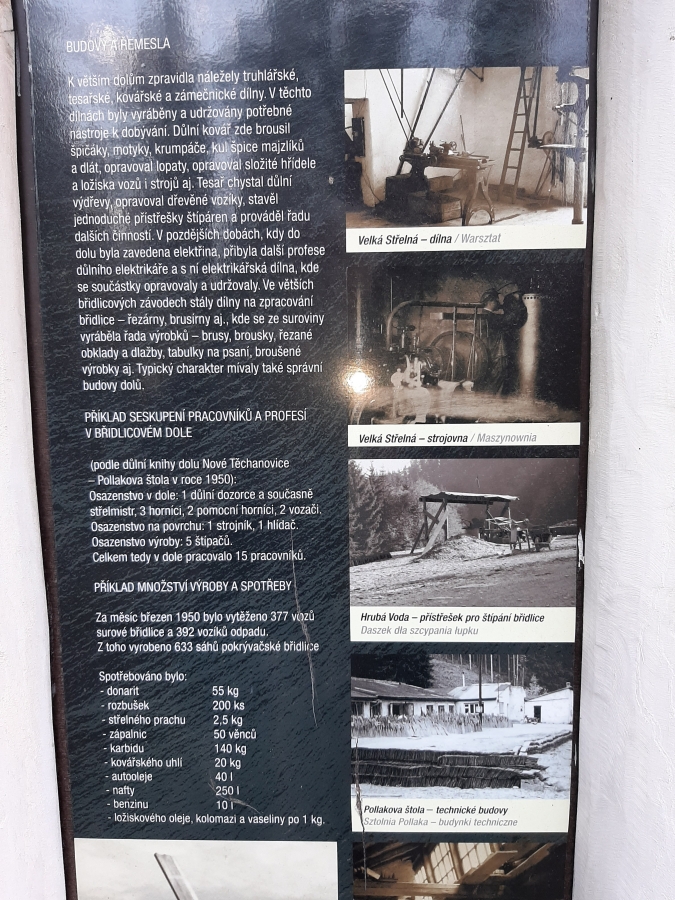 BUDOVY A ŘEMESLA
K větším dolům zpravidla náležely truhlářské,
tesařské, kovářské a zámečnické dílny. V těchto
dílnách byly vyráběny a udržovány potřebné
nástroje k dobývání. Důlní kovář zde brousil
špičáky, motyky, krumpáče, kul špice majzlíků
a dlát, opravoval lopaty, opravoval složité hřídele
a ložiska vozů i strojů aj. Tesař chystal důlní
výdřevy, opravoval dřevěné vozíky, stavěl
jednoduché přístřešky štípáren a prováděl řadu
dalších činností. V pozdějších dobách, kdy do
dolu byla zavedena elektřina, přibyla další profese
důlního elektrikáře a s ní elektrikářská dílna, kde
se součástky opravovaly a udržovaly. Ve větších
břidlicových závodech stály dílny na zpracování
břidlice – řezárny, brusírny aj., kde se ze suroviny
vyráběla řada výrobků – brusy, brousky, řezané
obklady a dlažby, tabulky na psaní, broušené
výrobky aj. Typický charakter mívaly také správní
budovy dolů.
PŘÍKLAD SESKUPENÍ PRACOVNÍKŮ A PROFESÍ
V BŘIDLICOVÉM DOLE
(podle důlní knihy dolu Nové Těchanovice
– Pollakova štola v roce 1950):
Osazenstvo v dole: 1 důlní dozorce a současně
střelmistr, 3 horníci, 2 pomocní horníci, 2 vozači.
Osazenstvo na povrchu: 1 strojník, 1 hlídač.
Osazenstvo výroby: 5 štípačů.
Celkem tedy v dole pracovalo 15 pracovníků.
PŘÍKLAD MNOŽSTVÍ VÝROBY A SPOTŘEBY
Za měsíc březen 1950 bylo vytěženo 377 vozů
surové břidlice a 392 vozíků odpadu.
Z toho vyrobeno 633 sáhů pokrývačské břidlice
Spotřebováno bylo:
- donarit 55 kg
- rozbušek 200 ks
- střelného prachu 2,5 kg
- zápalnic 50 věnců
- karbidu 140 kg
- kovářského uhlí 20 kg
- autooleje 40 l
- nafty 250 l
- benzinu 10 l
- ložiskového oleje, kolomazi a vaseliny po 1 kg.
Velká Střelná – dílna / Warsztat
Velká Střelná – strojovna / Maszynownia
Hrubá Voda – přístřešek pro štípání břidlice
Daszek dla szcypania łupku
Pollakova štola – technické budovy
Sztolnia Pollaka – budynki techniczne